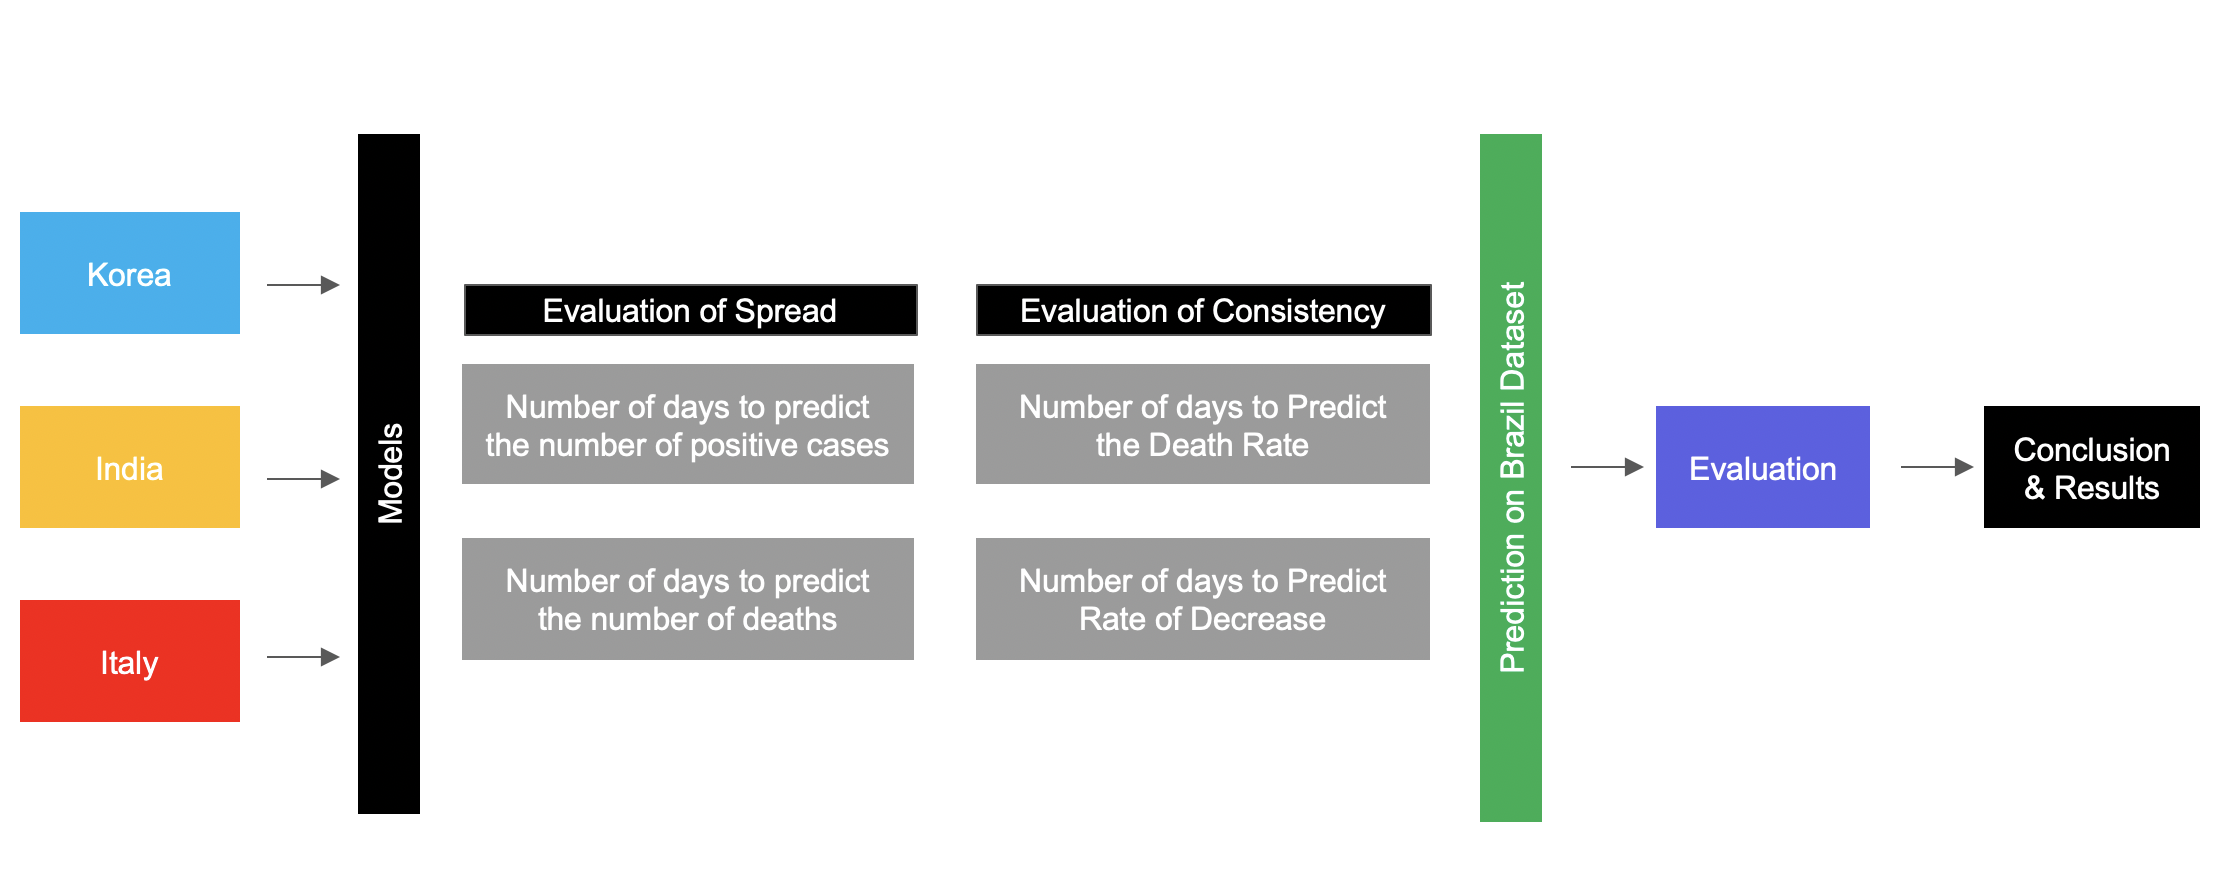 Korea
India
Italy
Models
Evaluation of Spread
Number of days to predict
the number of positive cases
Number of days to predict
the number of deaths
Evaluation of Consistency
Number of days to Predict
the Death Rate
Number of days to Predict
Rate of Decrease
Prediction on Brazil Dataset
Evaluation
Conclusion
& Results